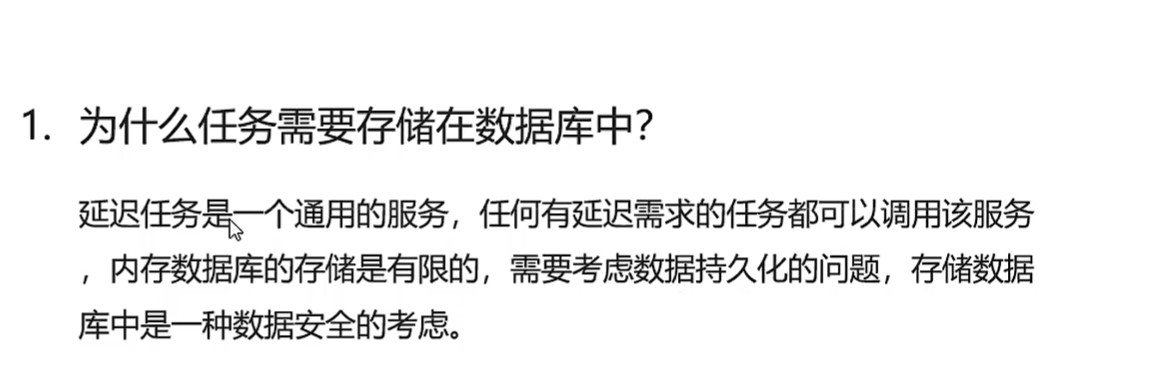 1. 为什么任务需要存储在数据库中？
延迟任务是一个通用的服务，任何有延迟需求的任务都可以调用该服务
，内存数据库的存储是有限的，需要考虑数据持久化的问题，存储数据
库中是一种数据安全的考虑。